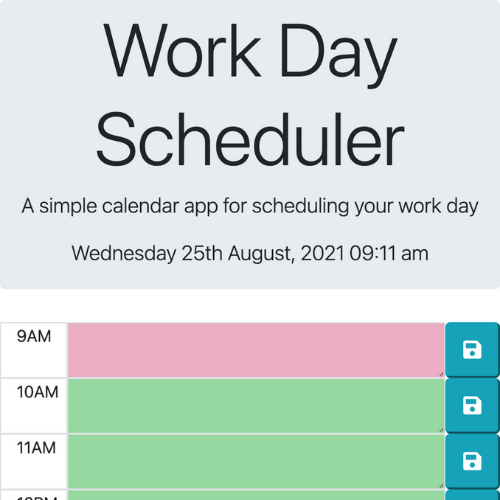 Work Day
Scheduler
A simple calendar app for scheduling your work day
Wednesday 25th August, 2021 09:11 am
9AM
10AM
11AM